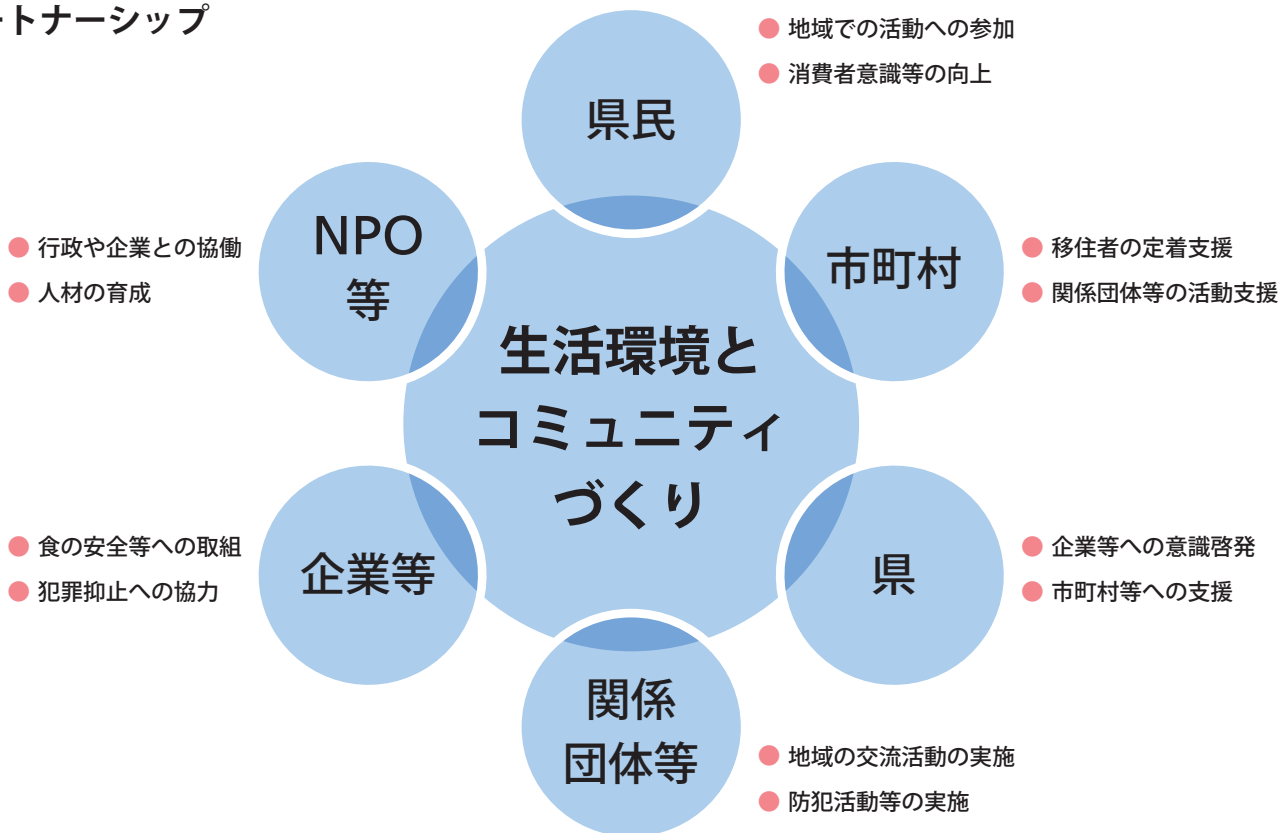 ートナーシップ
県民
地域での活動への参加
消費者意識等の向上
市町村
移住者の定着支援
関係団体等の活動支援
県
企業等への意識啓発
市町村等への支援
関係
団体等
地域の交流活動の実施
防犯活動等の実施
企業等
食の安全等への取組
犯罪抑止への協力
NPO
等
行政や企業との協働
人材の育成
生活環境と
コミュニティ
づくり